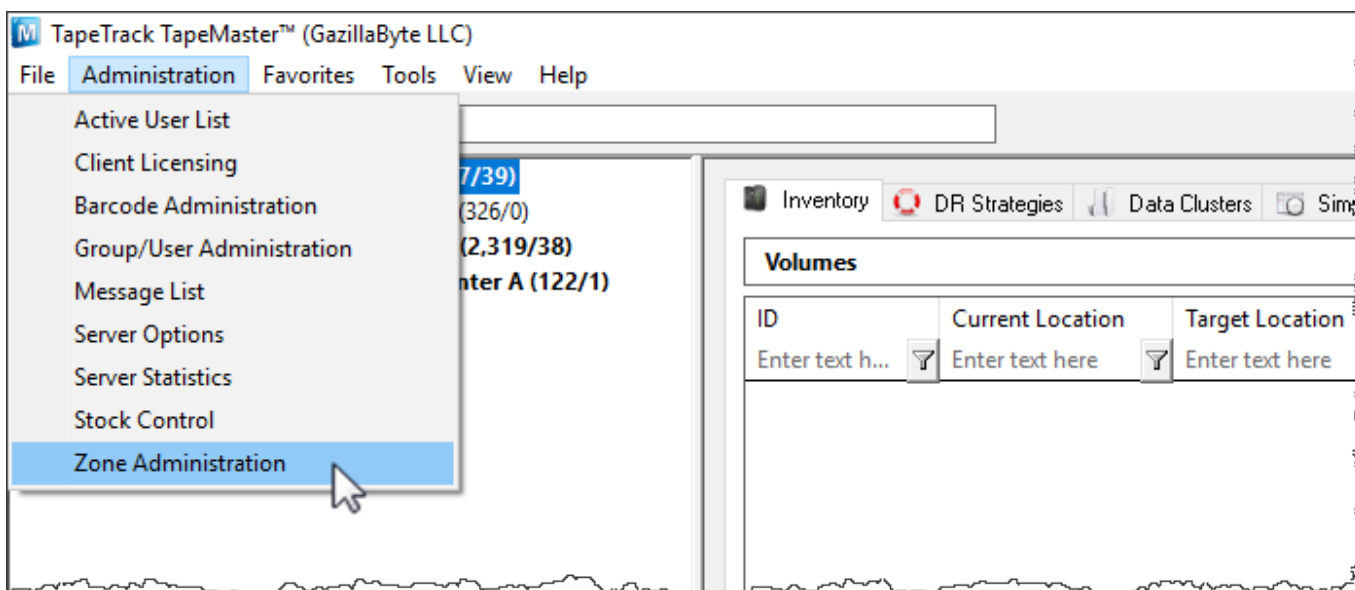 TapeTrack TapeMaster™ (GazillaByte LLC)
File Administration Favorites Tools View Help
Active User List
Client Licensing
Barcode Administration
Group/User Administration
Message List
Server Options
Server Statistics
Stock Control
Zone Administration
7/39)
(326/0)
(2,319/38)
nter A (122/1)
Inventory DR Strategies Data Clusters
Volumes
ID Current Location Target Location
Enter text h... Enter text here Enter text here